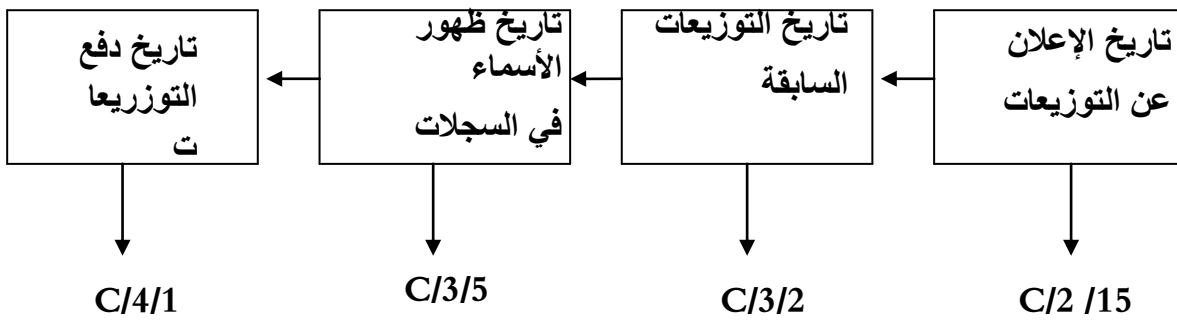 تاريخ الإعلان
عن التوزيعات
تاريخ التوزيعات
السابقة
تاريخ ظهور
الأسماء
في السجلات
تاريخ دفع
التوزريعا
ت
C/2 /15
C/3/2
C/3/5
C/4/1